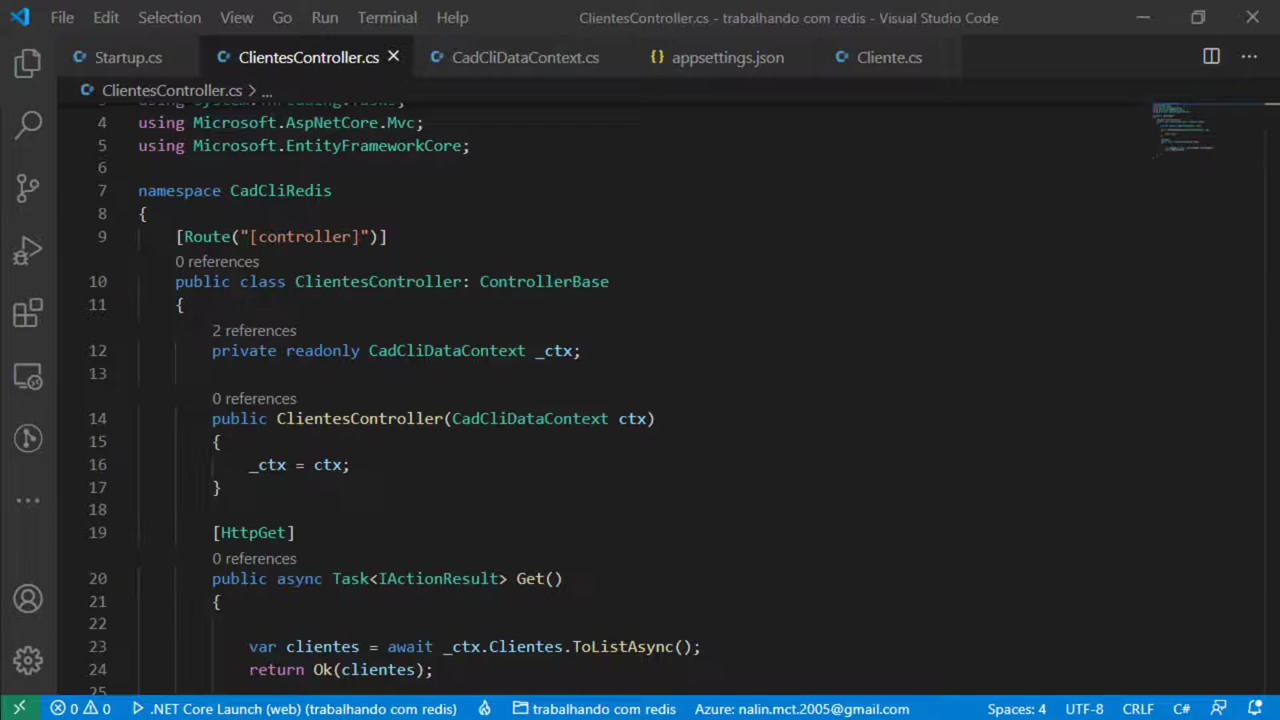 File Edit Selection View Go Run Terminal Help ClientesController.cs - trabalhando com redis - Visual Studio Code
Startup.cs ClientesController.cs CadCliDataContext.cs {} appsettings.json Cliente.cs
ClientesController.cs > ...
3 using System.Threading.Tasks;
4 using Microsoft.AspNetCore.Mvc;
5 using Microsoft.EntityFrameworkCore;
6
7 namespace CadCliRedis
8 {
9 [Route("[controller]")]
0 references
10 public class ClientesController: ControllerBase
11 {
2 references
12 private readonly CadCliDataContext _ctx;
13
0 references
14 public ClientesController(CadCliDataContext ctx)
15 {
16 _ctx = ctx;
17 }
18
19 [HttpGet]
0 references
20 public async Task<IActionResult> Get()
21 {
22
23 var clientes = await _ctx.Clientes.ToListAsync();
24 return Ok(clientes);
25
0 0 .NET Core Launch (web) (trabalhando com redis) trabalhando com redis Azure: nalin.mct.2005@gmail.com Spaces: 4 UTF-8 CRLF C#